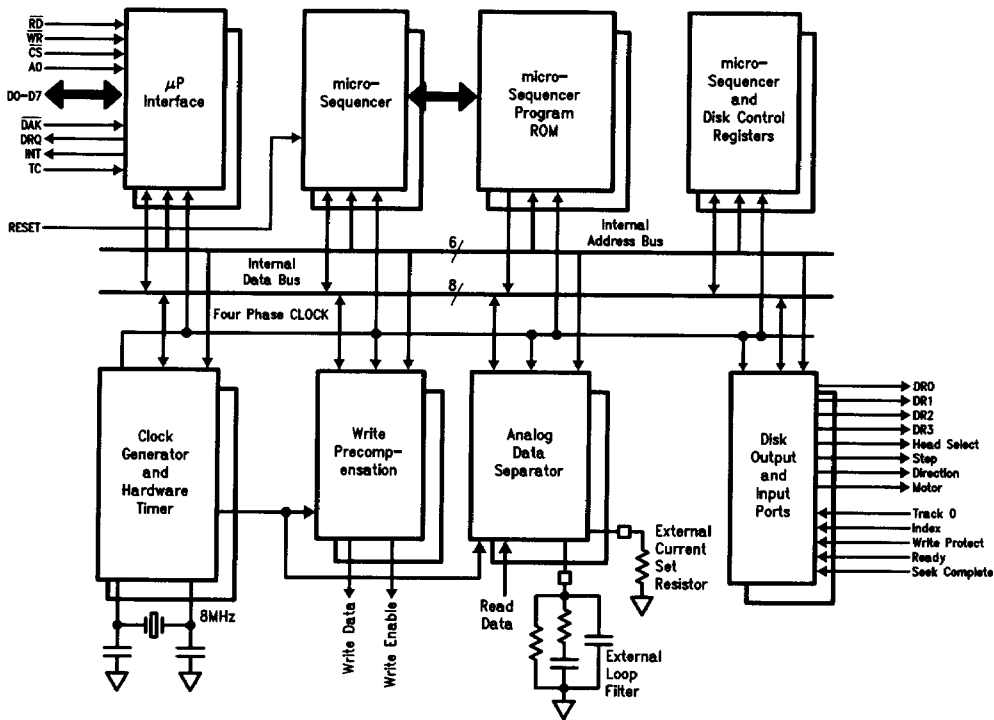 RD
WR
CS
A0
D0-D7
DAK
DRQ
INT
TC
RESET
μP
Interface
micro-
Sequencer
micro-
Sequencer
Program
ROM
micro-
Sequencer
and
Disk Control
Registers
6
Internal
Address Bus
Internal
Data Bus
8
Four Phase CLOCK
Clock
Generator
and
Hardware
Timer
Write
Precomp-
ensation
Analog
Data
Separator
Disk
Output
and
Input
Ports
DR0
DR1
DR2
DR3
Head Select
Step
Direction
Motor
Track 0
Index
Write Protect
Ready
Seek Complete
8MHz
Write Data
Write Enable
Read
Data
External
Current
Set
Resistor
External
Loop
Filter